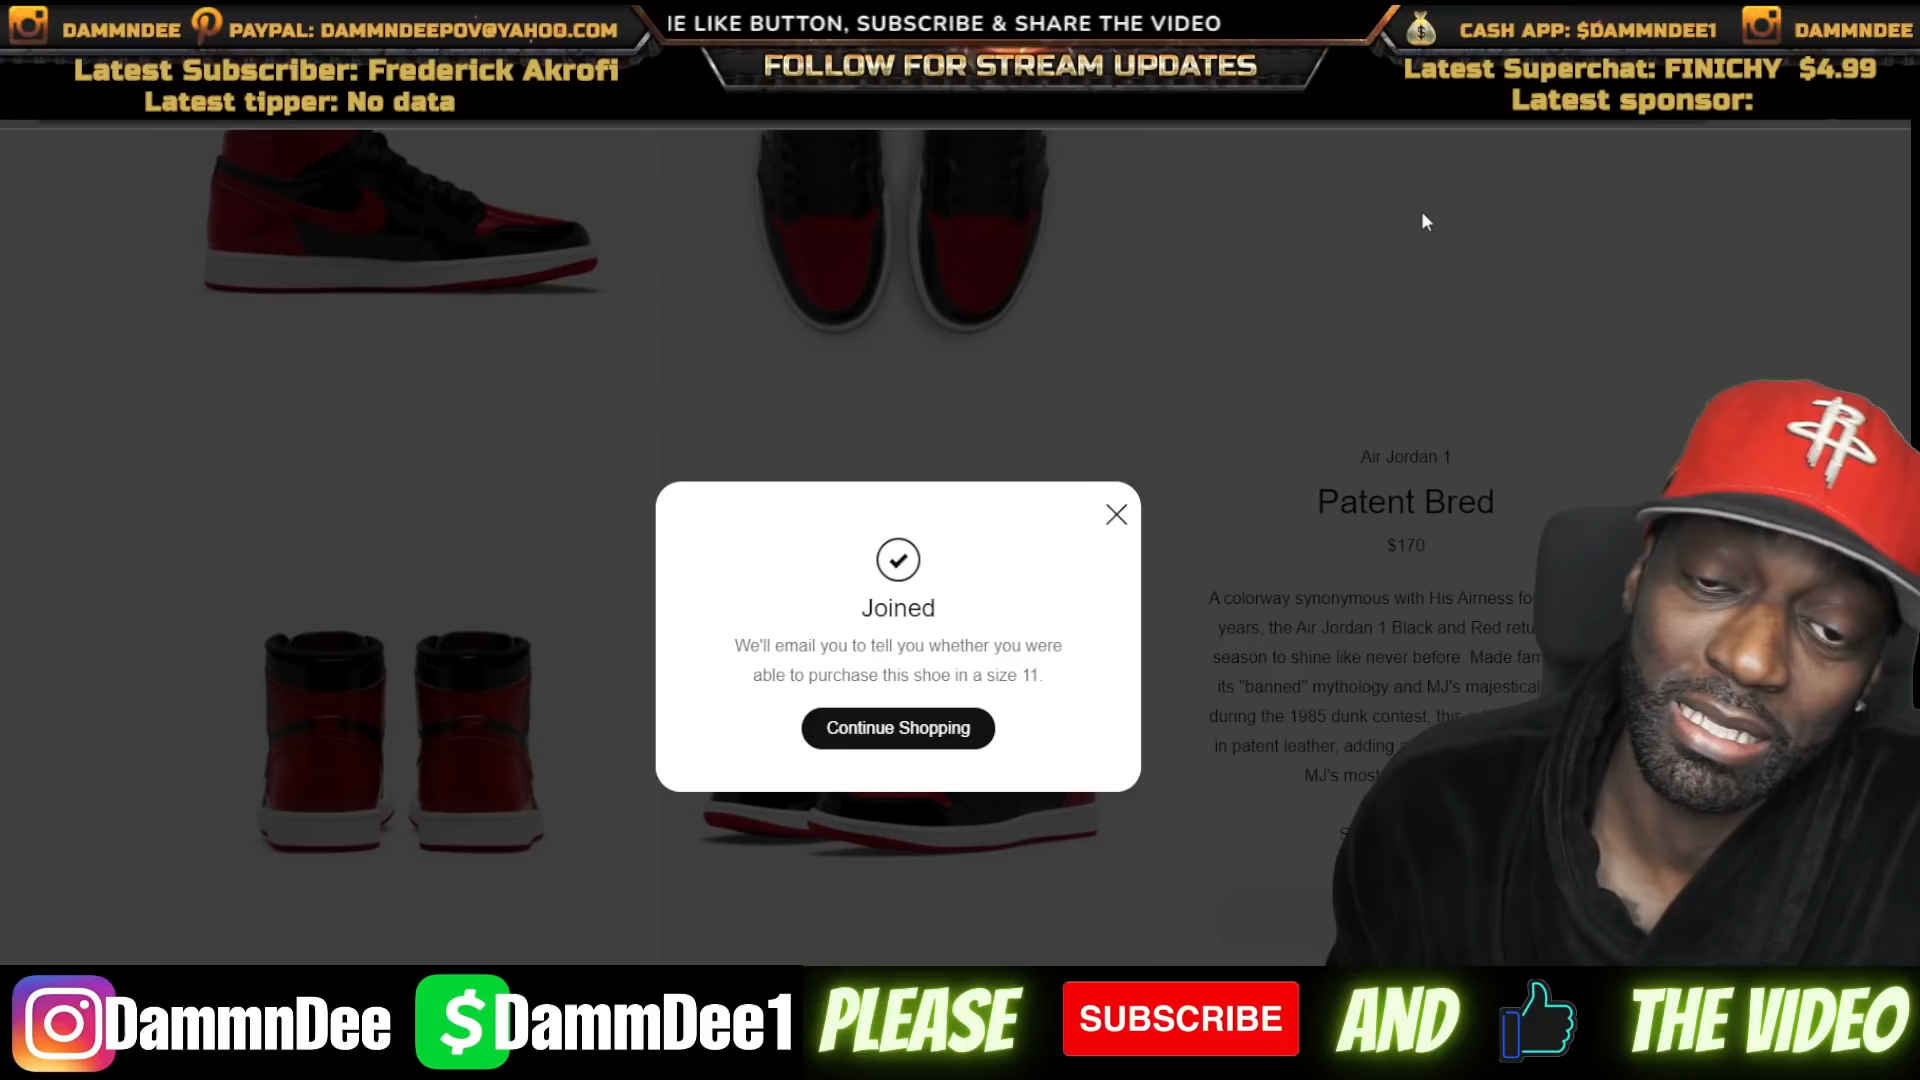 DAMMNDEE PAYPAL: DAMMNDEEPOV@YAHOO.COM
LIKE BUTTON, SUBSCRIBE & SHARE THE VIDEO
CASH APP: $DAMMNDEE1 DAMMNDEE
Latest Subscriber: Frederick Akrofi
FOLLOW FOR STREAM UPDATES
Latest Superchat: FINICHY $4.99
Latest tipper: No data
Latest sponsor:
Air Jordan 1
Patent Bred
$170
A colorway synonymous with His Airness
years, the Air Jordan 1 Black and Red
season to shine like never before. Made
its "banned" mythology and MJ's majestical
during the 1985 dunk contest,
in patent leather, adding
MJ's most
Joined
We'll email you to tell you whether you were
able to purchase this shoe in a size 11.
Continue Shopping
DammnDee $ DammDee1 PLEASE SUBSCRIBE AND THE VIDEO